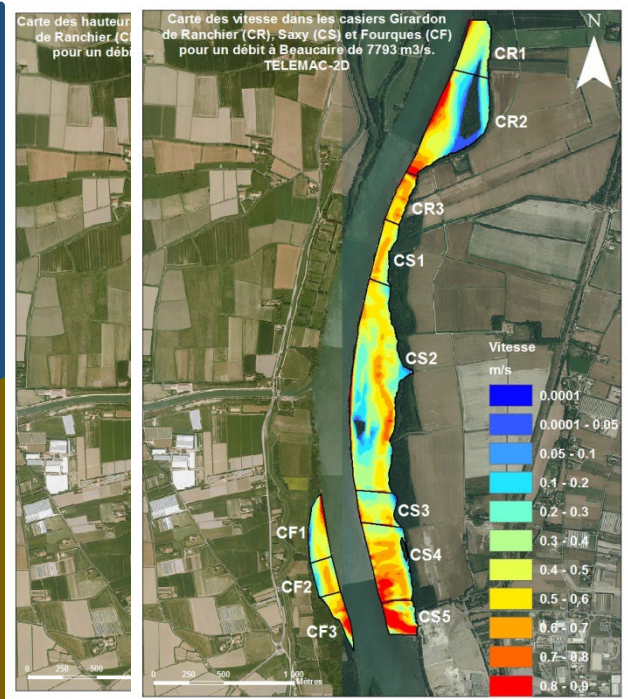 Carte des hauteur
de Ranchier (C
pour un débi
Carte des vitesse dans les casiers Girardon
de Ranchier (CR), Saxy (CS) et Fourques (CF)
pour un débit à Beaucaire de 7793 m3/s.
TELEMAC-2D
N
CR1
CR2
CR3
CS1
CS2
Vitesse
m/s
0.0001
0.0001 - 0.05
0.05 - 0.1
0.1 - 0.2
0.2 - 0.3
0.3 - 0.4
0.4 - 0.5
0.5 - 0.6
0.6 - 0.7
0.7 - 0.8
0.8 - 0.9
CS3
CF1
CS4
CF2
CS5
CF3
0 250 500
0 250 500 1 000
Mètres